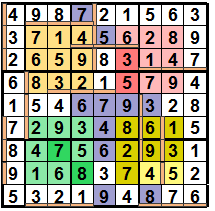 4 9 8 7 2 1 5 6 3
3 7 1 4 5 6 2 8 9
2 6 5 9 8 3 1 4 7
6 8 3 2 1 5 7 9 4
1 5 4 6 7 9 3 2 8
7 2 9 3 4 8 6 1 5
8 4 7 5 6 2 9 3 1
9 1 6 8 3 7 4 5 2
5 3 2 1 9 4 8 7 6